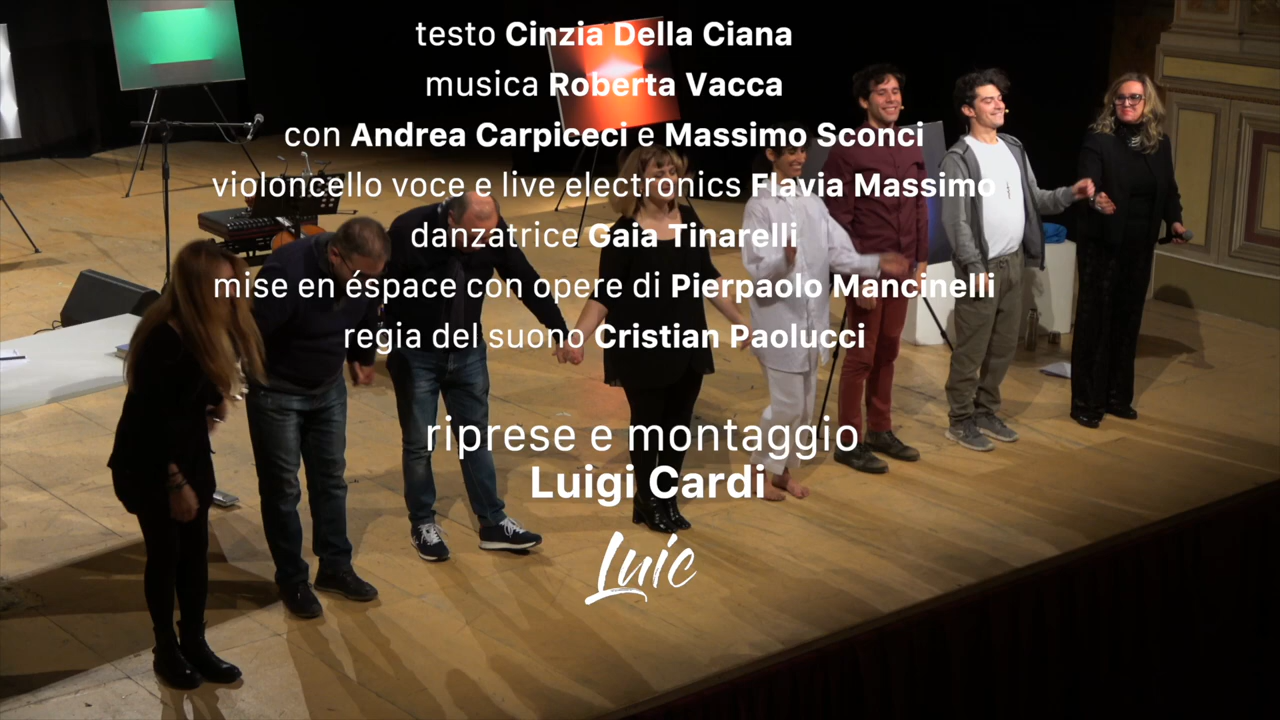 testo Cinzia Della Ciana
musica Roberta Vacca
con Andrea Carpiceci e Massimo Sconci
violoncello voce e live electronics Flavia Massimo
danzatrice Gaia Tinarelli
mise en éspace con opere di Pierpaolo Mancinelli
regia del suono Cristian Paolucci
riprese e montaggio
Luigi Cardi
Luic